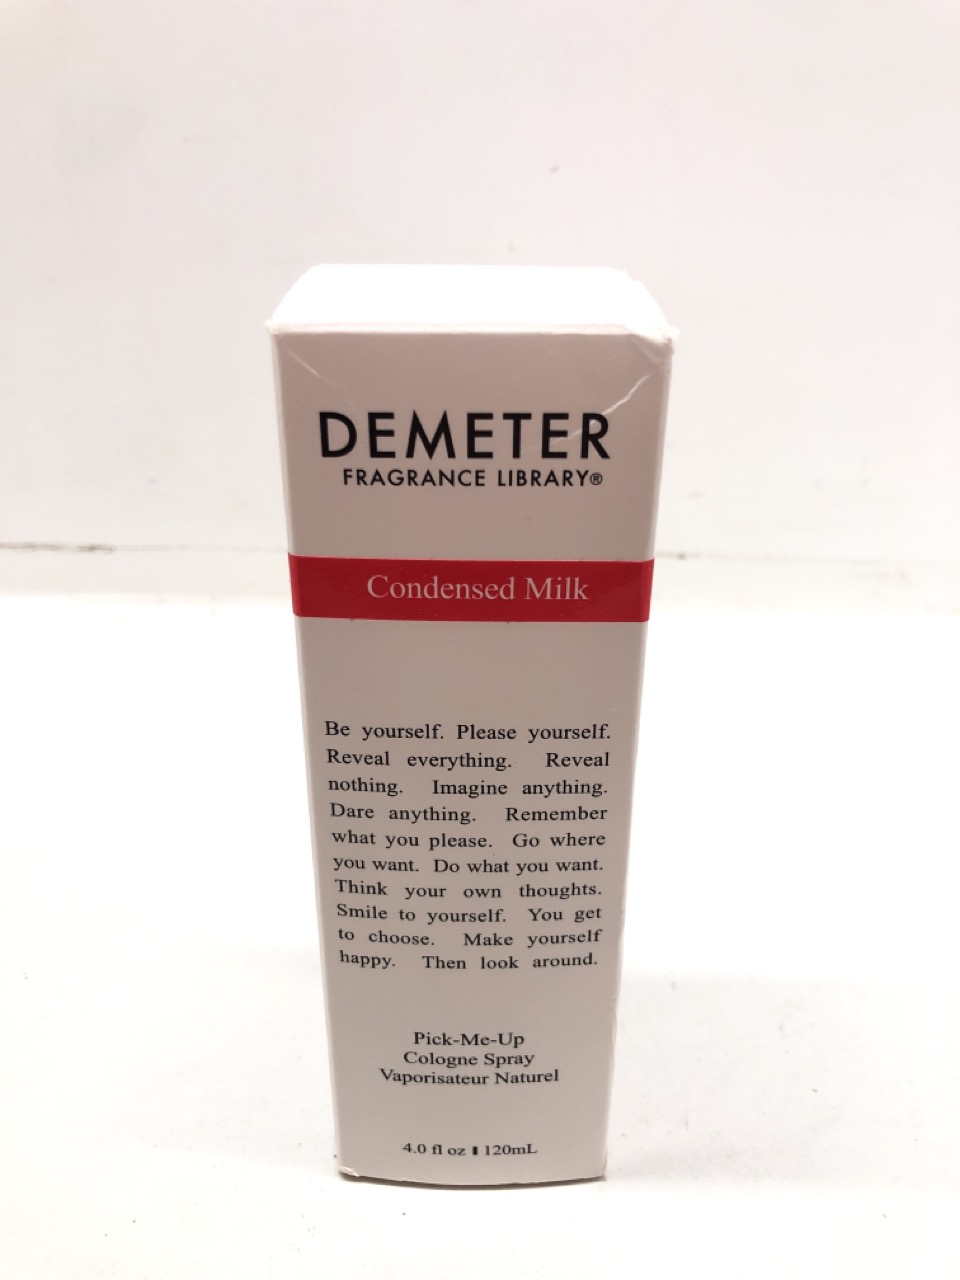 DEMETER
FRAGRANCE LIBRARY®
Condensed Milk
Be yourself. Please yourself.
Reveal everything. Reveal
nothing. Imagine anything.
Dare anything. Remember
what you please. Go where
you want. Do what you want.
Think your own thoughts.
Smile to yourself. You get
to choose. Make yourself
happy. Then look around.
Pick-Me-Up
Cologne Spray
Vaporisateur Naturel
4.0 fl oz ▮ 120mL